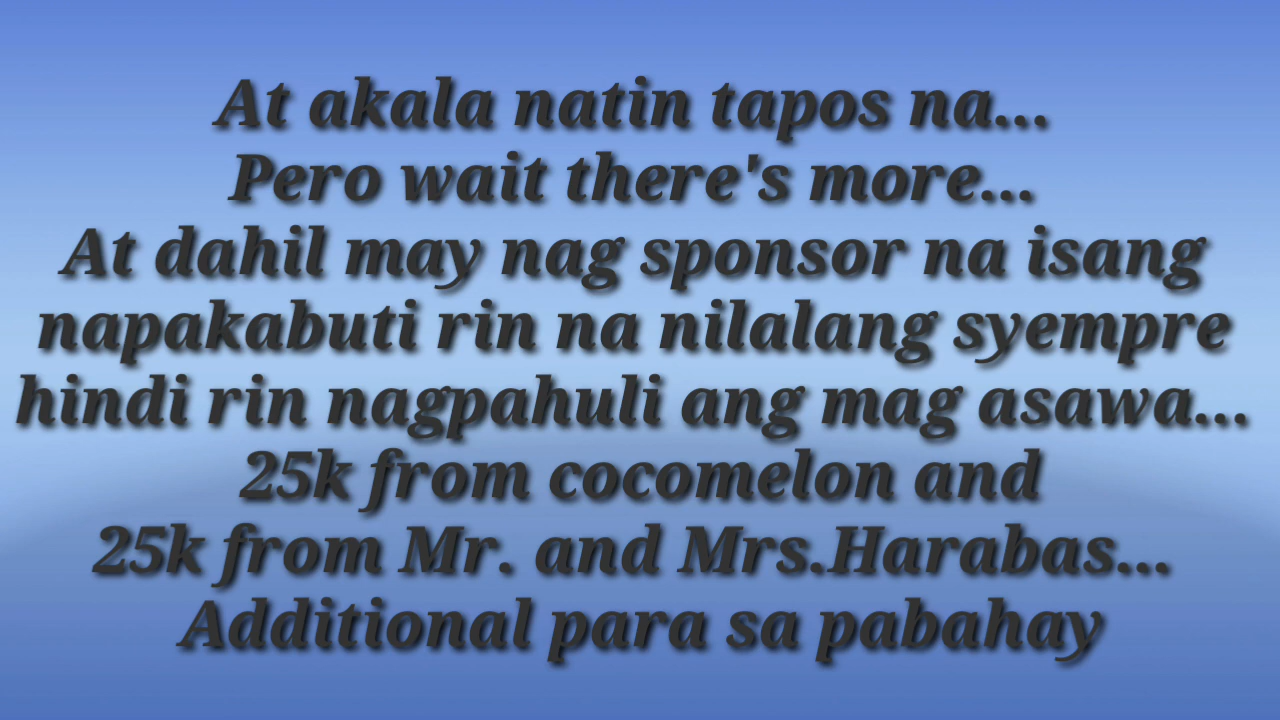 At akala natin tapos na...
Pero wait there's more...
At dahil may nag sponsor na isang
napakabuti rin na nilalang syempre
hindi rin nagpahuli ang mag asawa...
25k from cocomelon and
25k from Mr. and Mrs.Harabas...
Additional para sa pabahay